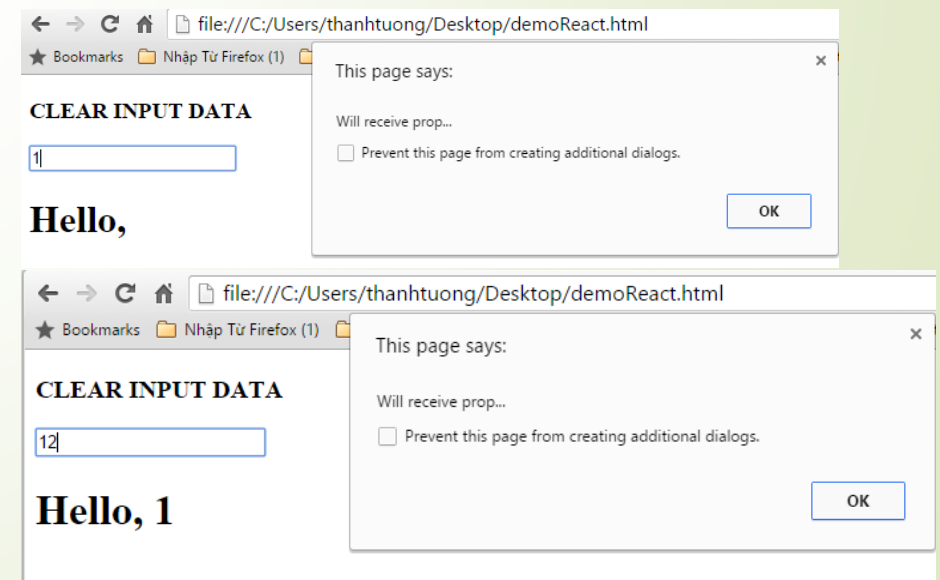 file:///C:/Users/thanhtuong/Desktop/demoReact.html
Bookmarks Nhập Từ Firefox (1)
This page says:
Will receive prop...
Prevent this page from creating additional dialogs.
OK
CLEAR INPUT DATA
1
Hello,
file:///C:/Users/thanhtuong/Desktop/demoReact.html
Bookmarks Nhập Từ Firefox (1)
This page says:
Will receive prop...
Prevent this page from creating additional dialogs.
OK
CLEAR INPUT DATA
12
Hello, 1